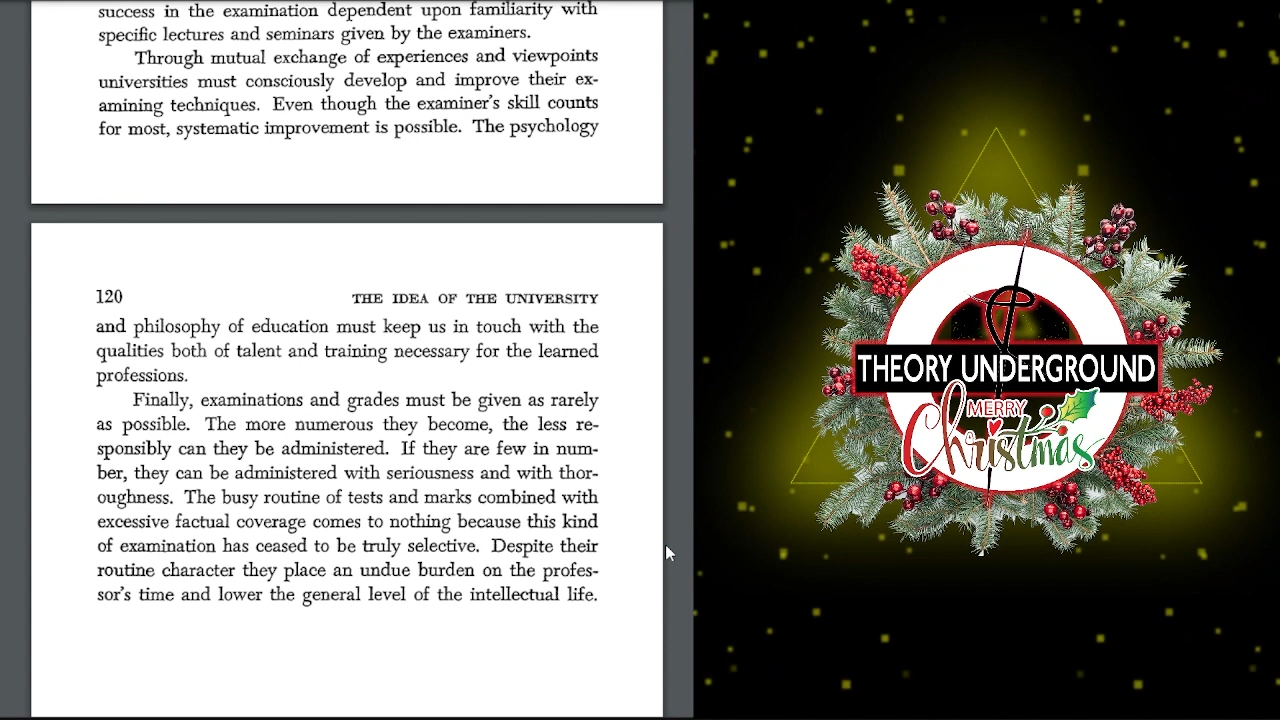 success in the examination dependent upon familiarity with
specific lectures and seminars given by the examiners.
Through mutual exchange of experiences and viewpoints
universities must consciously develop and improve their ex-
amining techniques. Even though the examiner's skill counts
for most, systematic improvement is possible. The psychology
120 THE IDEA OF THE UNIVERSITY
and philosophy of education must keep us in touch with the
qualities both of talent and training necessary for the learned
professions.
Finally, examinations and grades must be given as rarely
as possible. The more numerous they become, the less re-
sponsibly can they be administered. If they are few in num-
ber, they can be administered with seriousness and with thor-
oughness. The busy routine of tests and marks combined with
excessive factual coverage comes to nothing because this kind
of examination has ceased to be truly selective. Despite their
routine character they place an undue burden on the profes-
sor's time and lower the general level of the intellectual life.
THEORY UNDERGROUND
MERRY
Christmas